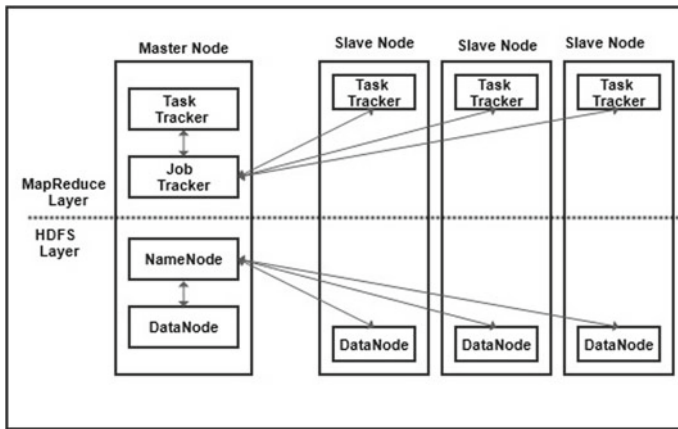 Master Node
Slave Node
Slave Node
Slave Node
Task
Tracker
Task
Tracker
Task
Tracker
Task
Tracker
Job
Tracker
MapReduce
Layer
HDFS
Layer
NameNode
DataNode
DataNode
DataNode
DataNode